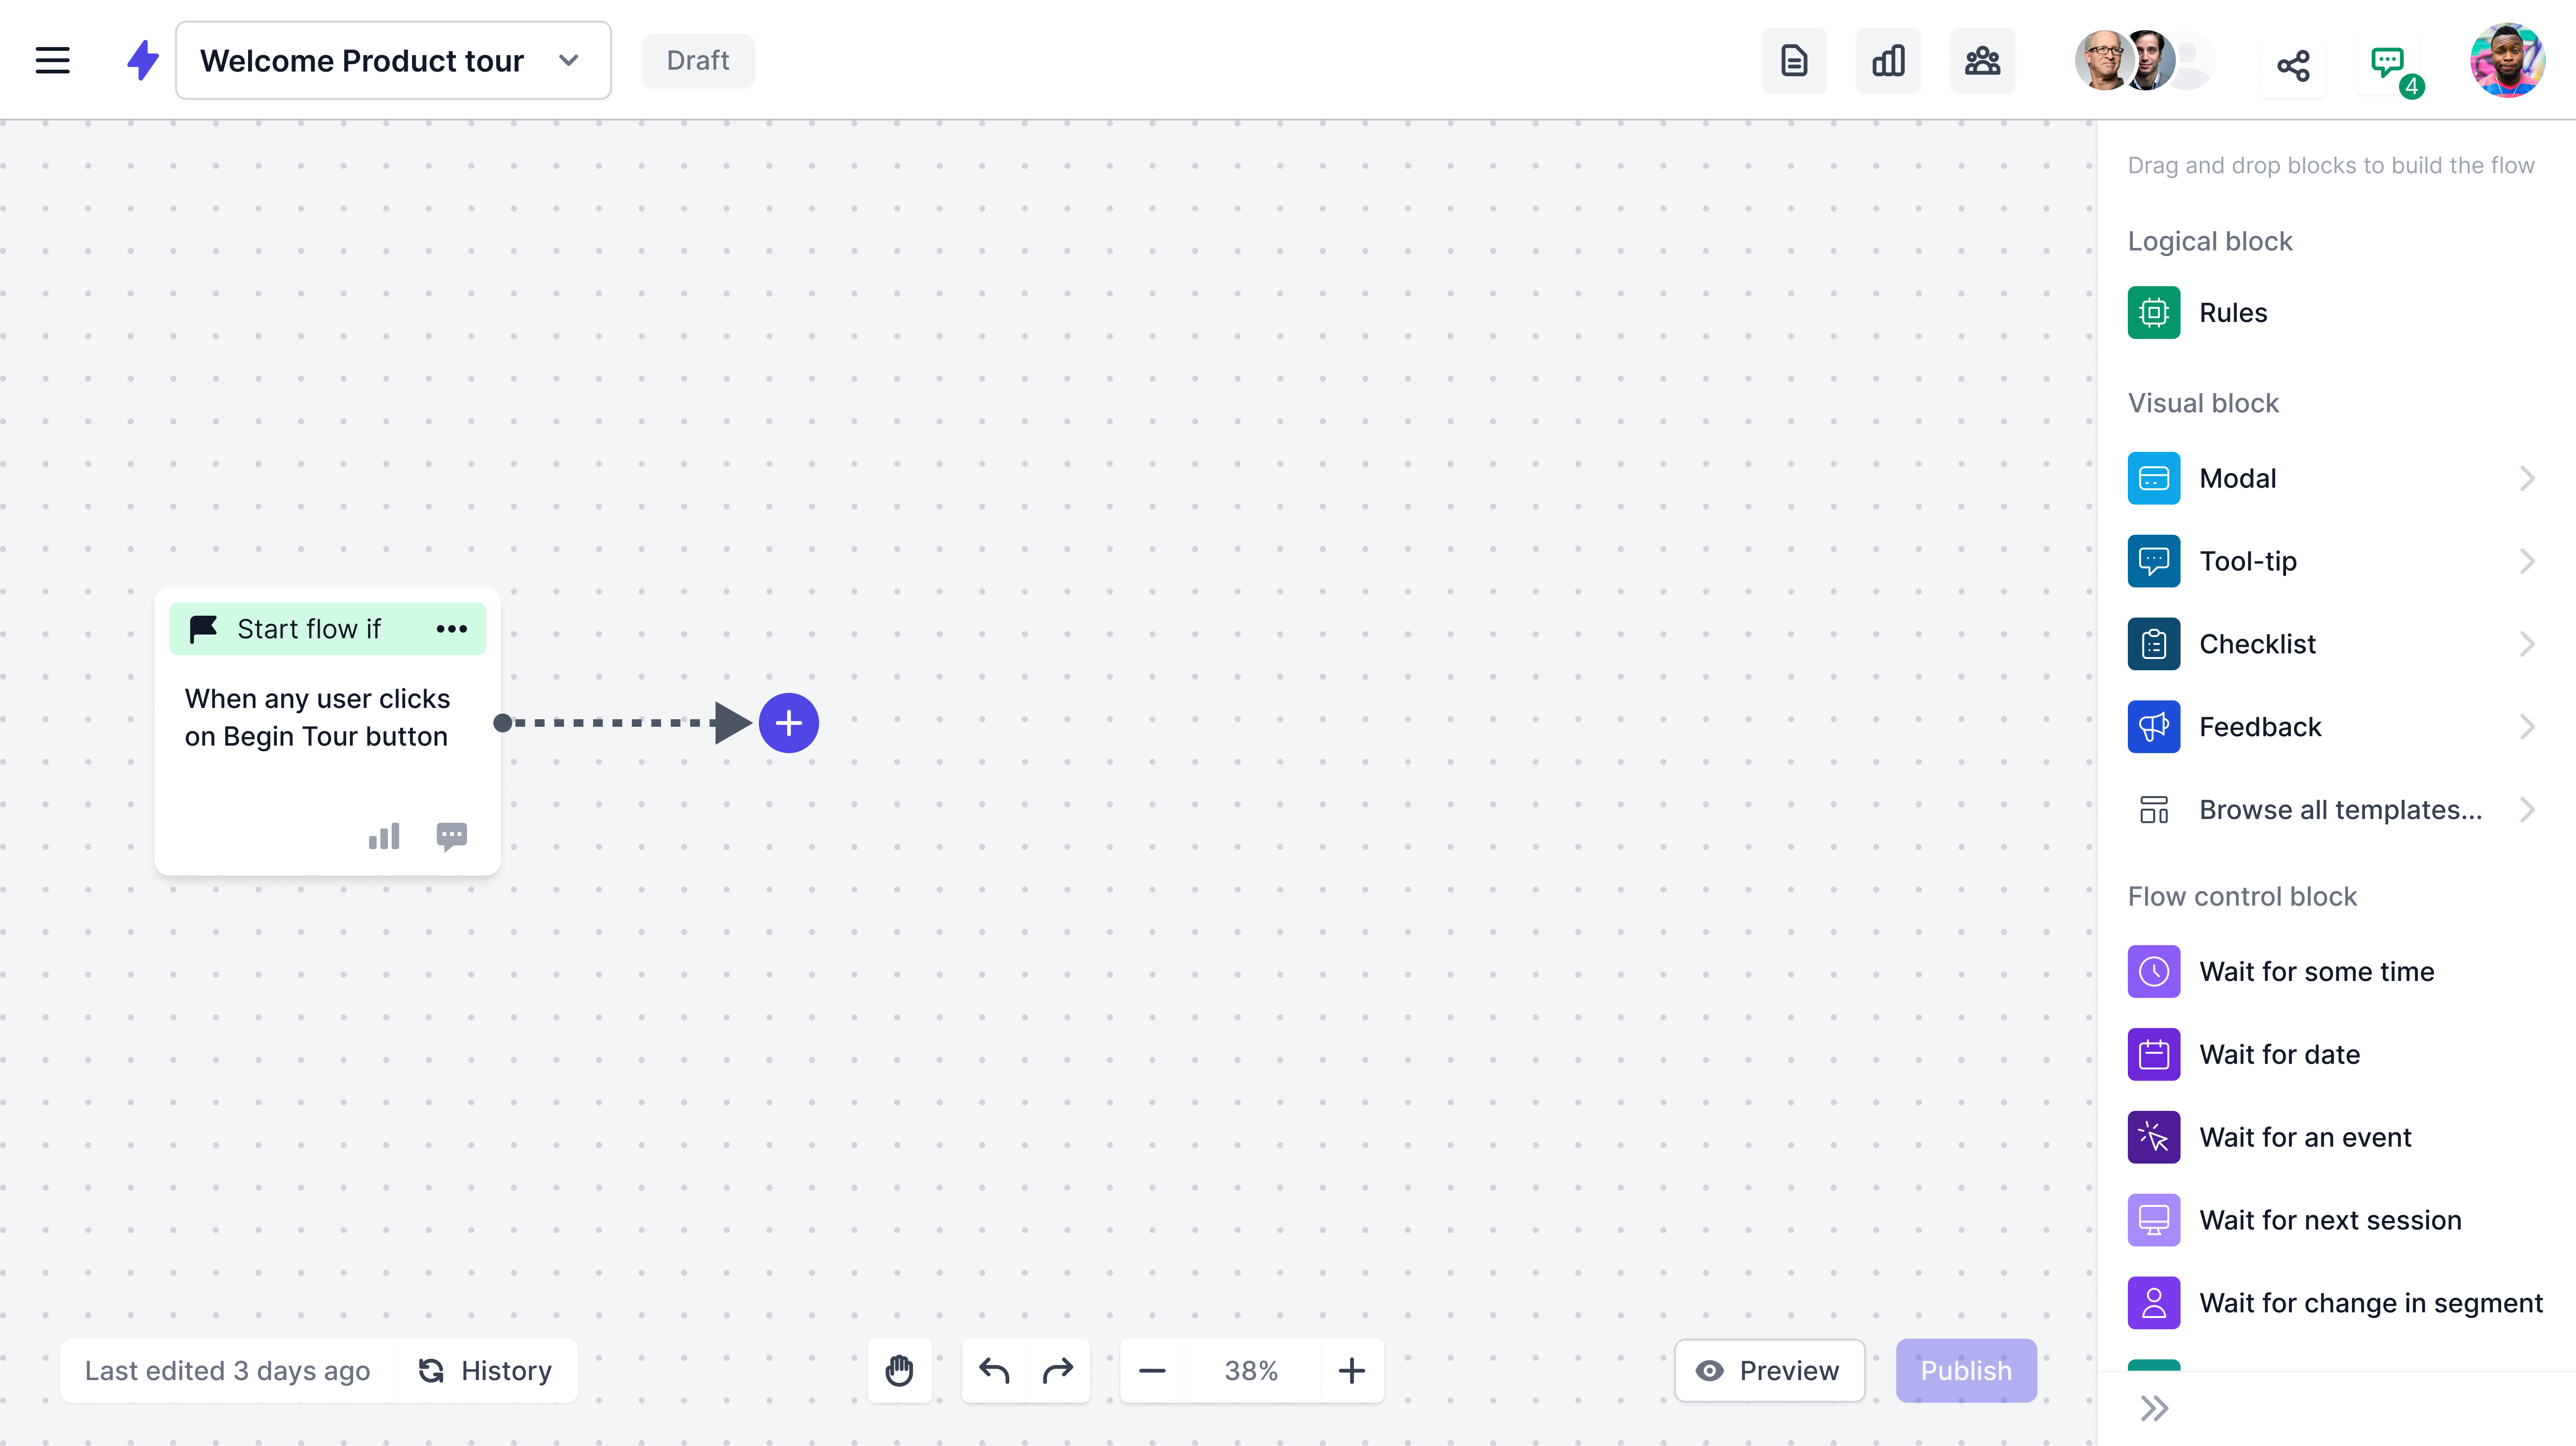 Welcome Product tour
Draft
4
Drag and drop blocks to build the flow
Logical block
Rules
Visual block
Modal
Tool-tip
Checklist
Feedback
Browse all templates...
Flow control block
Wait for some time
Wait for date
Wait for an event
Wait for next session
Wait for change in segment
Start flow if
When any user clicks
on Begin Tour button
Last edited 3 days ago
History
38%
Preview
Publish